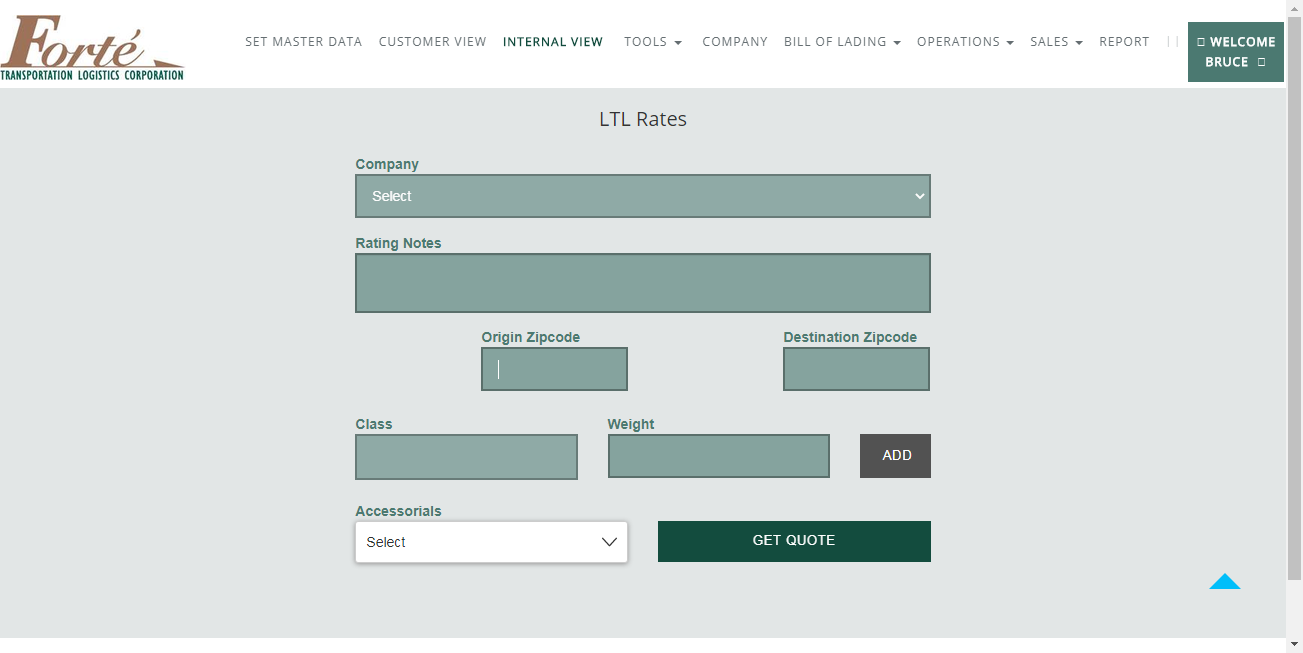 Forté
TRANSPORTATION LOGISTICS CORPORATION
SET MASTER DATA CUSTOMER VIEW INTERNAL VIEW TOOLS COMPANY BILL OF LADING OPERATIONS SALES REPORT | |
WELCOME
BRUCE
LTL Rates
Company
Select
Rating Notes
Origin Zipcode Destination Zipcode
Class Weight
ADD
Accessorials
Select
GET QUOTE